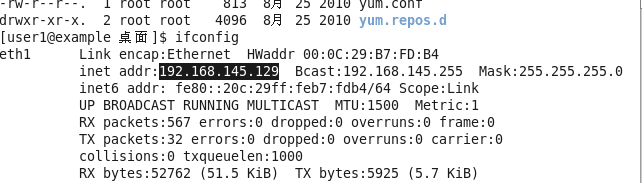 -rw-r--r--. 1 root root 813 8月 25 2010 yum.conf
drwxr-xr-x. 2 root root 4096 8月 25 2010 yum.repos.d
[user1@example 桌面]$ ifconfig
eth1 Link encap:Ethernet HWaddr 00:0C:29:B7:FD:B4
inet addr:192.168.145.129 Bcast:192.168.145.255 Mask:255.255.255.0
inet6 addr: fe80::20c:29ff:feb7:fdb4/64 Scope:Link
UP BROADCAST RUNNING MULTICAST MTU:1500 Metric:1
RX packets:567 errors:0 dropped:0 overruns:0 frame:0
TX packets:32 errors:0 dropped:0 overruns:0 carrier:0
collisions:0 txqueuelen:1000
RX bytes:52762 (51.5 KiB) TX bytes:5925 (5.7 KiB)